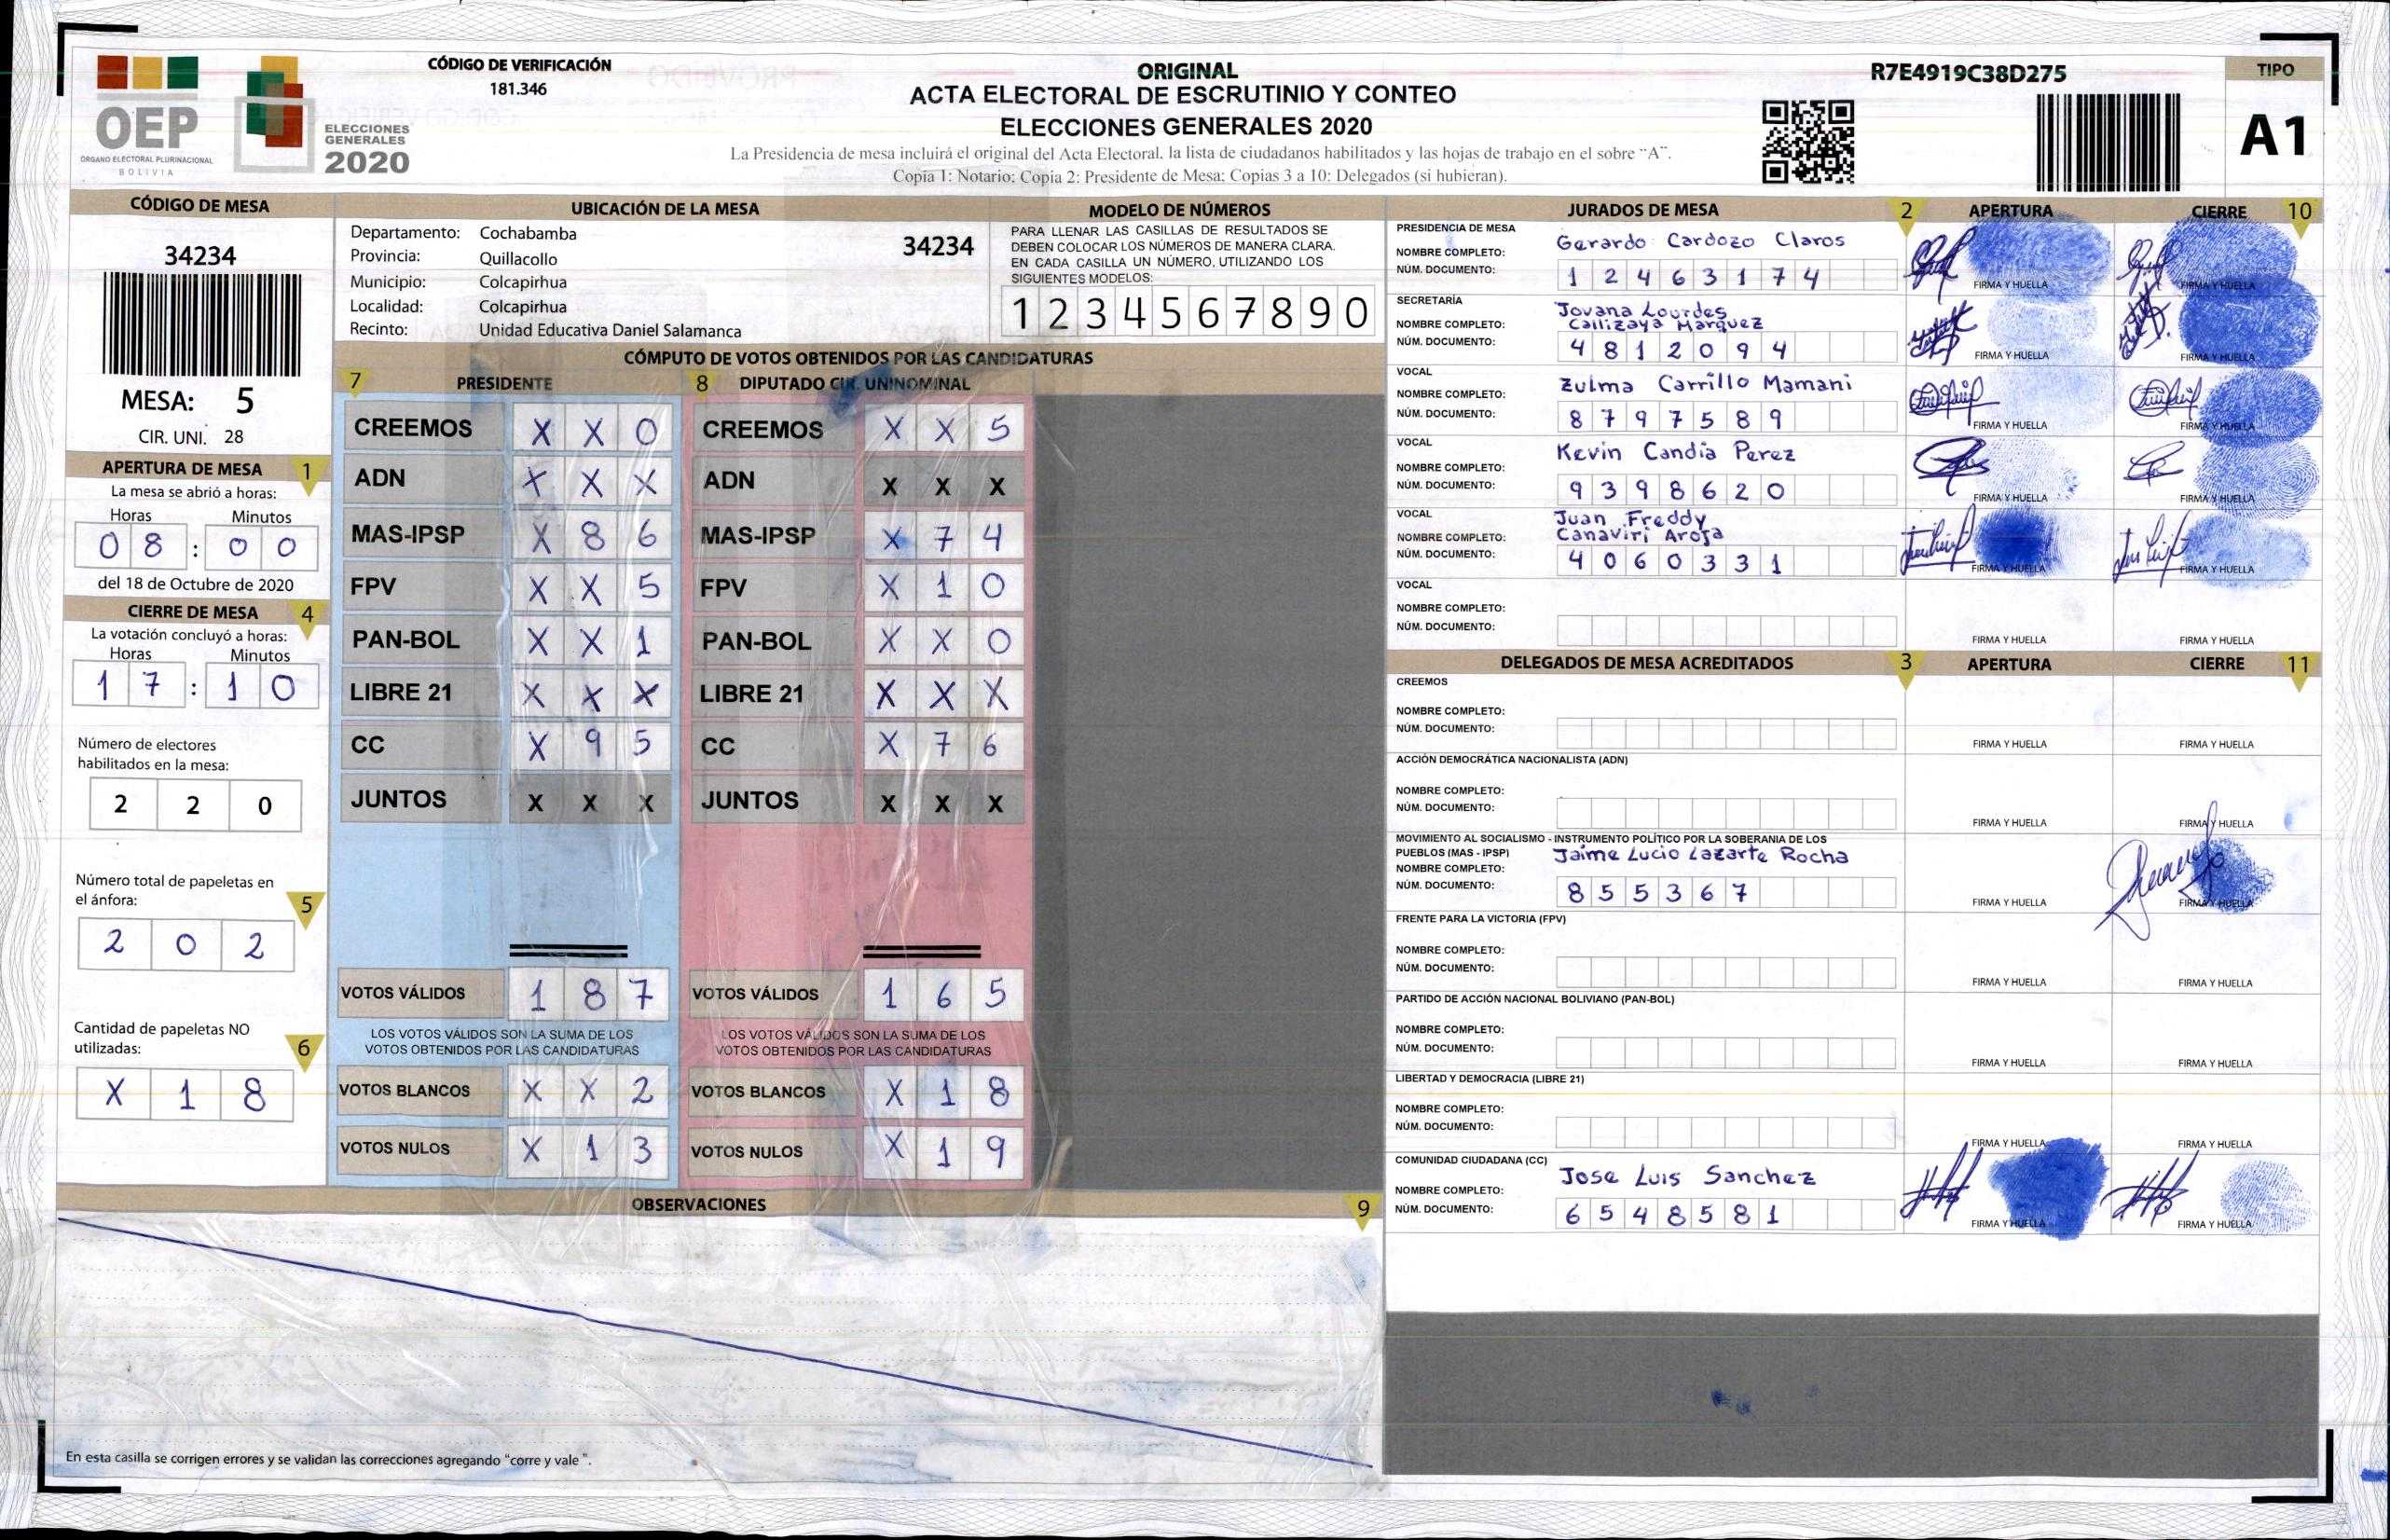 OEP
ÓRGANO ELECTORAL PLURINACIONAL
BOLIVIA
ELECCIONES
GENERALES
2020
CÓDIGO DE VERIFICACIÓN
181.346
ORIGINAL
ACTA ELECTORAL DE ESCRUTINIO Y CONTEO
ELECCIONES GENERALES 2020
La Presidencia de mesa incluirá el original del Acta Electoral, la lista de ciudadanos habilitados y las hojas de trabajo en el sobre "A".
Copia 1: Notario; Copia 2: Presidente de Mesa; Copias 3 a 10: Delegados (si hubieran).
R7E4919C38D275
TIPO
A1
CÓDIGO DE MESA
34234
MESA: 5
CIR. UNI. 28
APERTURA DE MESA 1
La mesa se abrió a horas:
Horas Minutos
0 8 : 0 0
del 18 de Octubre de 2020
CIERRE DE MESA 4
La votación concluyó a horas:
Horas Minutos
1 7 : 1 0
Número de electores
habilitados en la mesa:
2 2 0
Número total de papeletas en
el ánfora: 5
2 0 2
Cantidad de papeletas NO
utilizadas: 6
X 1 8
UBICACIÓN DE LA MESA
Departamento: Cochabamba
Provincia: Quillacollo
Municipio: Colcapirhua
Localidad: Colcapirhua
Recinto: Unidad Educativa Daniel Salamanca
34234
MODELO DE NÚMEROS
PARA LLENAR LAS CASILLAS DE RESULTADOS SE
DEBEN COLOCAR LOS NÚMEROS DE MANERA CLARA.
EN CADA CASILLA UN NÚMERO, UTILIZANDO LOS
SIGUIENTES MODELOS:
1 2 3 4 5 6 7 8 9 0
CÓMPUTO DE VOTOS OBTENIDOS POR LAS CANDIDATURAS
7 PRESIDENTE 8 DIPUTADO CIR. UNINOMINAL
CREEMOS X X 0 CREEMOS X X 5
ADN X X X ADN X X X
MAS-IPSP X 8 6 MAS-IPSP X 7 4
FPV X X 5 FPV X 1 0
PAN-BOL X X 1 PAN-BOL X X 0
LIBRE 21 X X X LIBRE 21 X X X
CC X 9 5 CC X 7 6
JUNTOS X X X JUNTOS X X X
VOTOS VÁLIDOS 1 8 7 VOTOS VÁLIDOS 1 6 5
LOS VOTOS VÁLIDOS SON LA SUMA DE LOS LOS VOTOS VÁLIDOS SON LA SUMA DE LOS
VOTOS OBTENIDOS POR LAS CANDIDATURAS VOTOS OBTENIDOS POR LAS CANDIDATURAS
VOTOS BLANCOS X X 2 VOTOS BLANCOS X 1 8
VOTOS NULOS X 1 3 VOTOS NULOS X 1 9
OBSERVACIONES 9
En esta casilla se corrigen errores y se validan las correcciones agregando "corre y vale".
JURADOS DE MESA 2 APERTURA CIERRE 10
PRESIDENCIA DE MESA
NOMBRE COMPLETO: Gerardo Cardozo Claros
NÚM. DOCUMENTO: 1 2 4 6 3 1 7 4
FIRMA Y HUELLA FIRMA Y HUELLA
SECRETARÍA
NOMBRE COMPLETO: Jovana Lourdes
Callizaya Marquez
NÚM. DOCUMENTO: 4 8 1 2 0 9 4
FIRMA Y HUELLA FIRMA Y HUELLA
VOCAL
NOMBRE COMPLETO: Zulma Carrillo Mamani
NÚM. DOCUMENTO: 8 7 9 7 5 8 9
FIRMA Y HUELLA FIRMA Y HUELLA
VOCAL
NOMBRE COMPLETO: Kevin Candia Perez
NÚM. DOCUMENTO: 9 3 9 8 6 2 0
FIRMA Y HUELLA FIRMA Y HUELLA
VOCAL
NOMBRE COMPLETO: Juan Freddy
Canaviri
NÚM. DOCUMENTO: 4 0 6 0 3 3 1
FIRMA Y HUELLA FIRMA Y HUELLA
VOCAL
NOMBRE COMPLETO:
NÚM. DOCUMENTO:
FIRMA Y HUELLA FIRMA Y HUELLA
DELEGADOS DE MESA ACREDITADOS 3 APERTURA CIERRE 11
CREEMOS
NOMBRE COMPLETO:
NÚM. DOCUMENTO:
FIRMA Y HUELLA FIRMA Y HUELLA
ACCIÓN DEMOCRÁTICA NACIONALISTA (ADN)
NOMBRE COMPLETO:
NÚM. DOCUMENTO:
FIRMA Y HUELLA FIRMA Y HUELLA
MOVIMIENTO AL SOCIALISMO - INSTRUMENTO POLÍTICO POR LA SOBERANIA DE LOS
PUEBLOS (MAS - IPSP) Jaime Lucio Lazarte Rocha
NOMBRE COMPLETO:
NÚM. DOCUMENTO: 8 5 5 3 6 7
FIRMA Y HUELLA FIRMA Y HUELLA
FRENTE PARA LA VICTORIA (FPV)
NOMBRE COMPLETO:
NÚM. DOCUMENTO:
FIRMA Y HUELLA FIRMA Y HUELLA
PARTIDO DE ACCIÓN NACIONAL BOLIVIANO (PAN-BOL)
NOMBRE COMPLETO:
NÚM. DOCUMENTO:
FIRMA Y HUELLA FIRMA Y HUELLA
LIBERTAD Y DEMOCRACIA (LIBRE 21)
NOMBRE COMPLETO:
NÚM. DOCUMENTO:
FIRMA Y HUELLA FIRMA Y HUELLA
COMUNIDAD CIUDADANA (CC) Jose Luis Sanchez
NOMBRE COMPLETO:
NÚM. DOCUMENTO: 6 5 4 8 5 8 1
FIRMA Y HUELLA FIRMA Y HUELLA